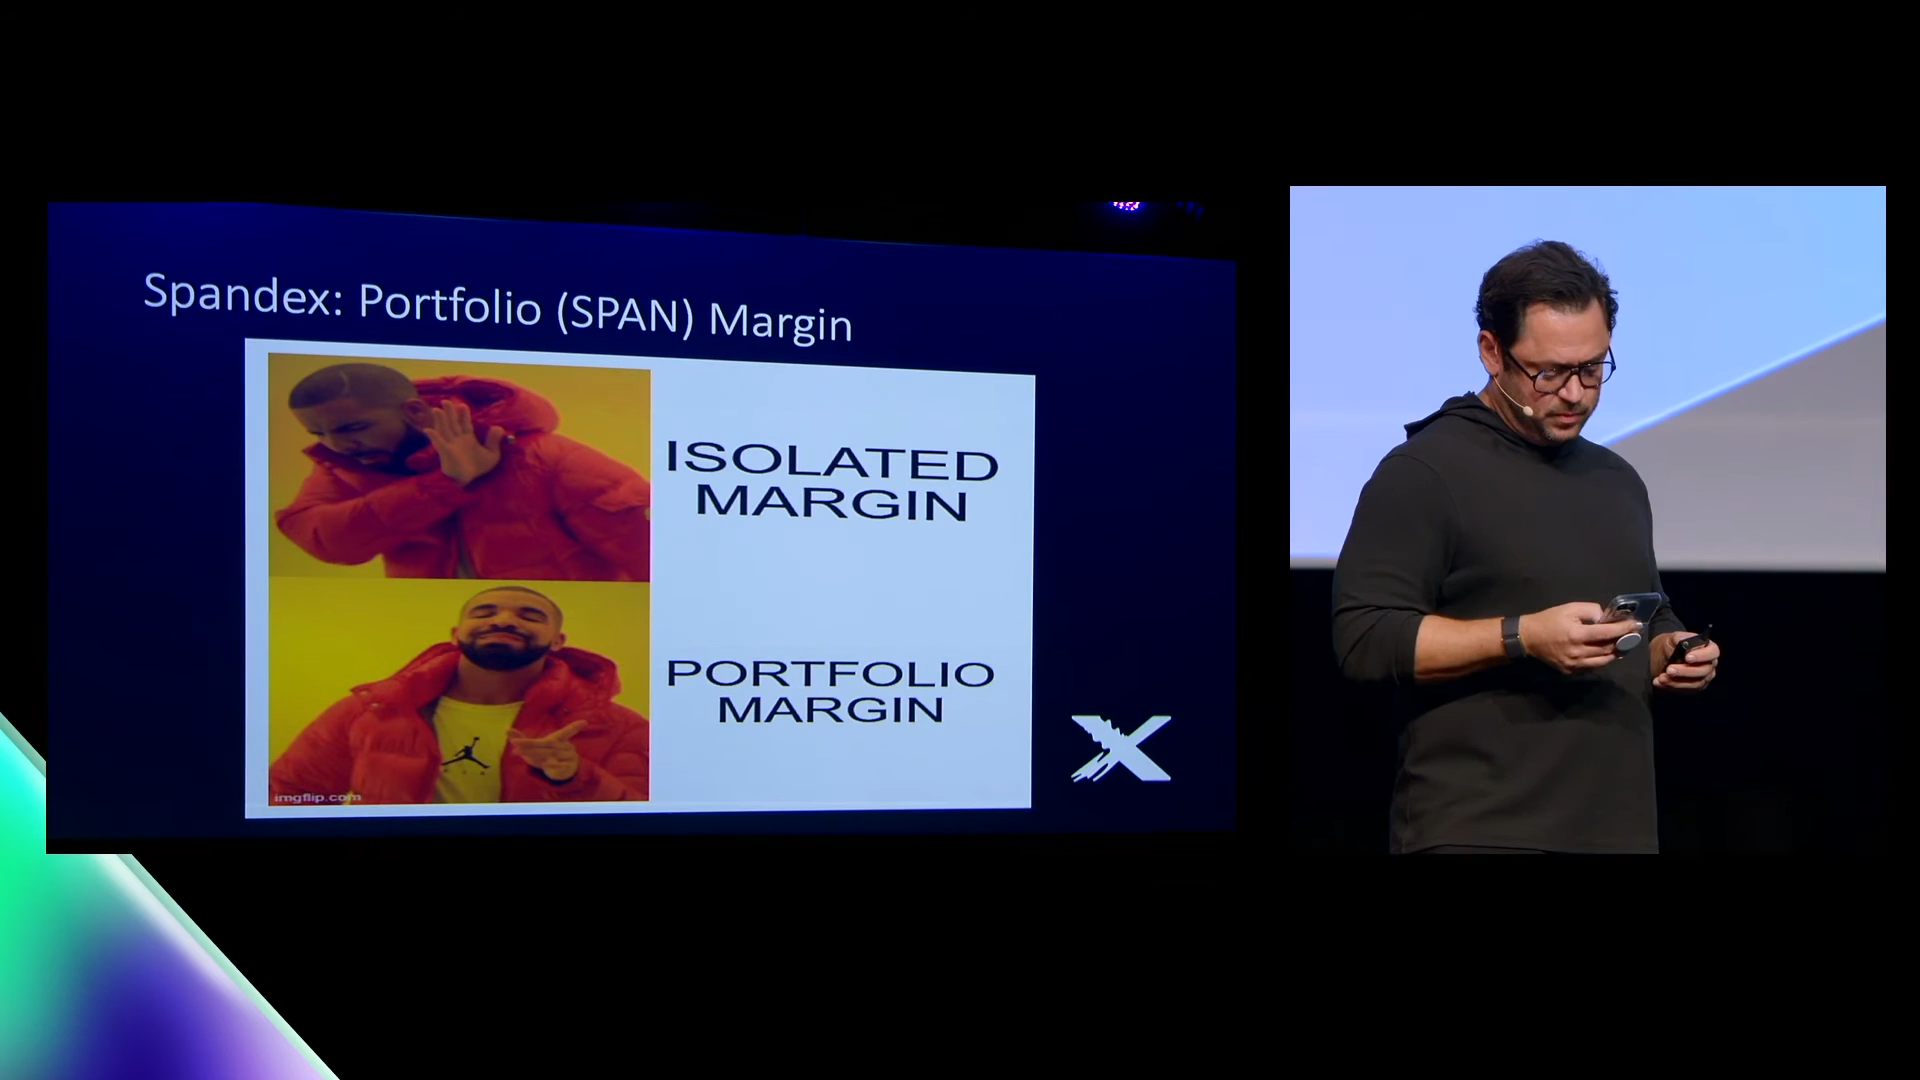 Spandex: Portfolio (SPAN) Margin
ISOLATED
MARGIN
PORTFOLIO
MARGIN
imgflip.com
X